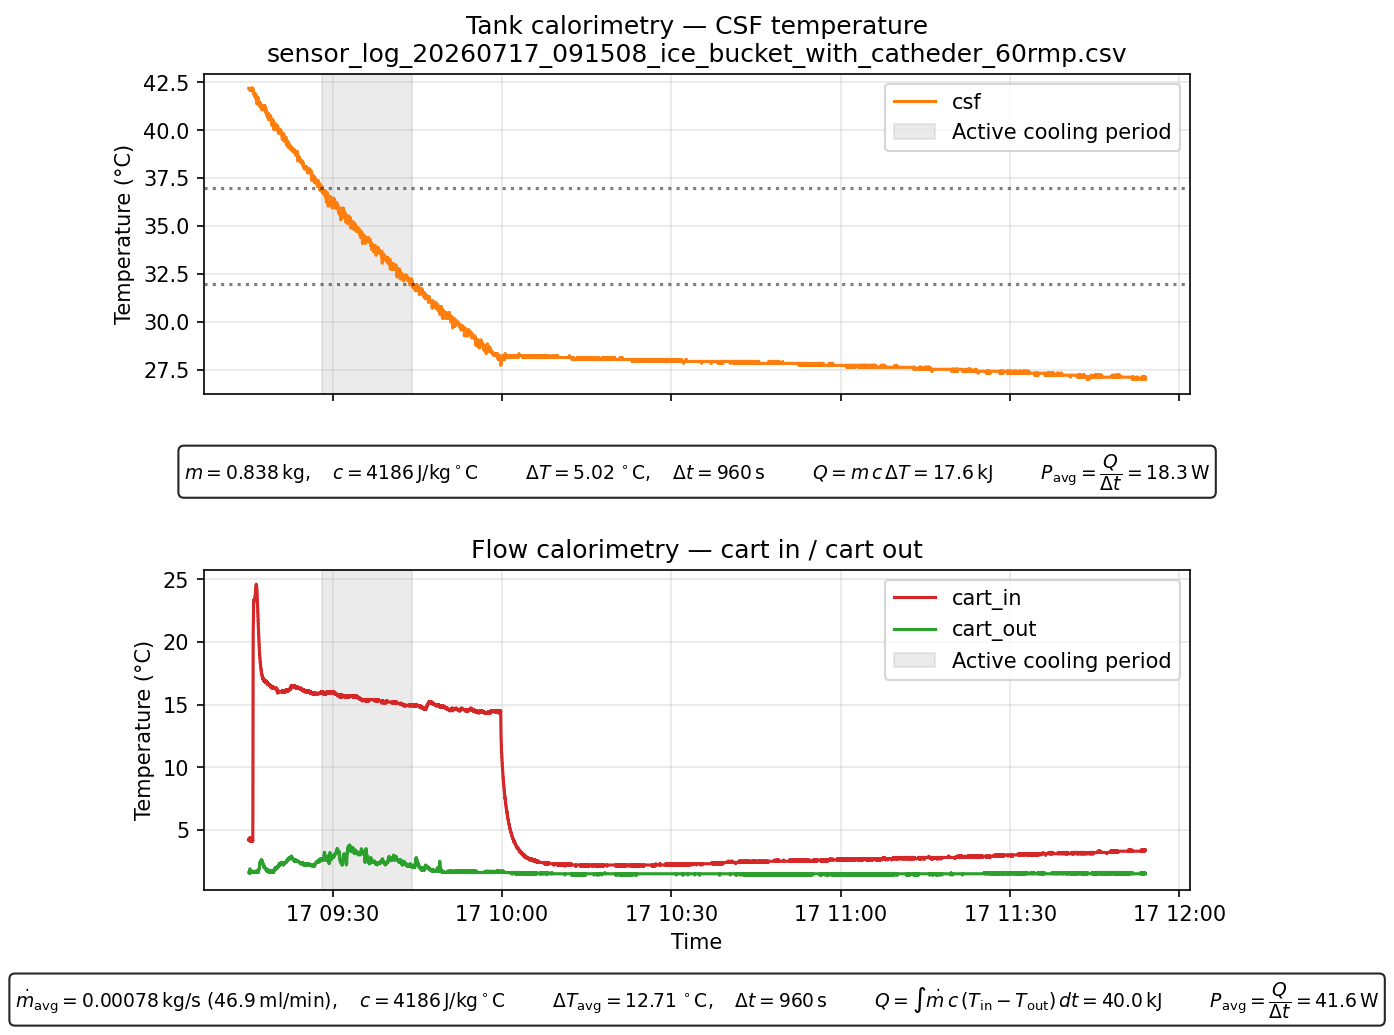 Tank calorimetry — CSF temperature
sensor_log_20260717_091508_ice_bucket_with_catheder_60rmp.csv
42.5
40.0
37.5
35.0
32.5
30.0
27.5
Temperature (°C)
csf
Active cooling period
m = 0.838 kg, c = 4186 J/kg °C ΔT = 5.02 °C, Δt = 960 s Q = m c ΔT = 17.6 kJ P_avg = Q/Δt = 18.3 W
Flow calorimetry — cart in / cart out
25
20
15
10
5
Temperature (°C)
cart_in
cart_out
Active cooling period
17 09:30 17 10:00 17 10:30 17 11:00 17 11:30 17 12:00
Time
ṁ_avg = 0.00078 kg/s (46.9 ml/min), c = 4186 J/kg °C ΔT_avg = 12.71 °C, Δt = 960 s Q = ∫ṁ c (T_in − T_out) dt = 40.0 kJ P_avg = Q/Δt = 41.6 W